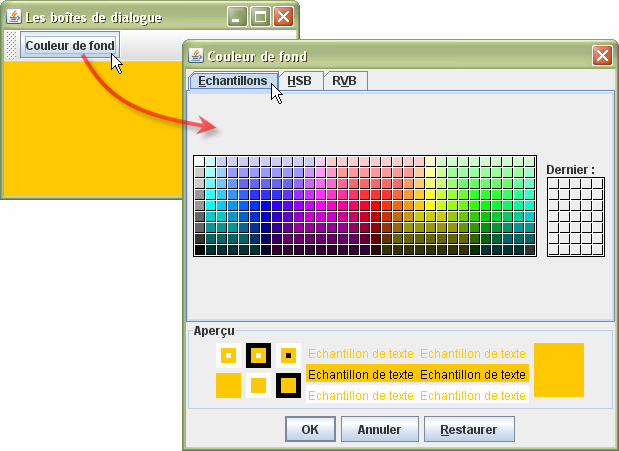 Les boîtes de dialogue
Couleur de fond
Couleur de fond
Echantillons HSB RVB
Dernier :
Aperçu
Echantillon de texte Echantillon de texte
Echantillon de texte Echantillon de texte
Echantillon de texte Echantillon de texte
OK Annuler Restaurer